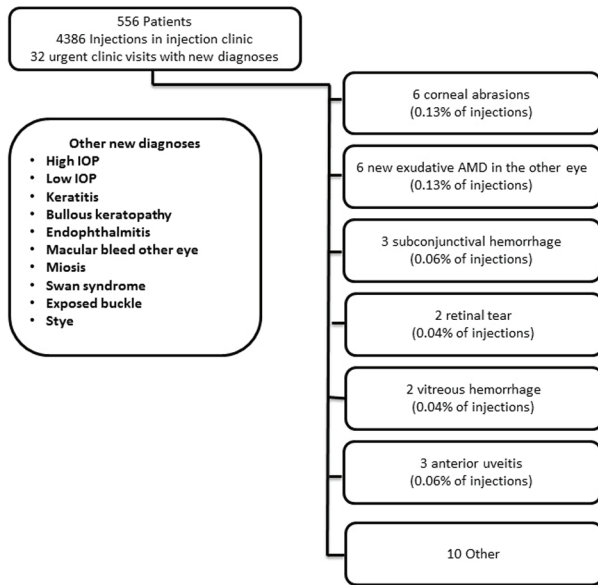 556 Patients
4386 Injections in injection clinic
32 urgent clinic visits with new diagnoses
6 corneal abrasions
(0.13% of injections)
Other new diagnoses
• High IOP
• Low IOP
• Keratitis
• Bullous keratopathy
• Endophthalmitis
• Macular bleed other eye
• Miosis
• Swan syndrome
• Exposed buckle
• Stye
6 new exudative AMD in the other eye
(0.13% of injections)
3 subconjunctival hemorrhage
(0.06% of injections)
2 retinal tear
(0.04% of injections)
2 vitreous hemorrhage
(0.04% of injections)
3 anterior uveitis
(0.06% of injections)
10 Other